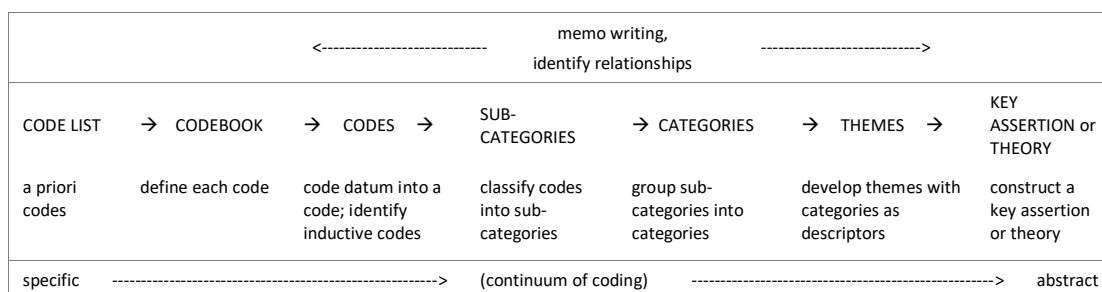 memo writing,
<----------------------------- ---------------------------->
identify relationships
KEY
CODE LIST → CODEBOOK → CODES → SUB- → CATEGORIES → THEMES → ASSERTION or
CATEGORIES THEORY
a priori define each code code datum into a classify codes group sub- develop themes with construct a
codes code; identify into sub- categories into categories as key assertion
inductive codes categories categories descriptors or theory
specific -----------------------------------------------------------> (continuum of coding) ------------------------------------------------------> abstract